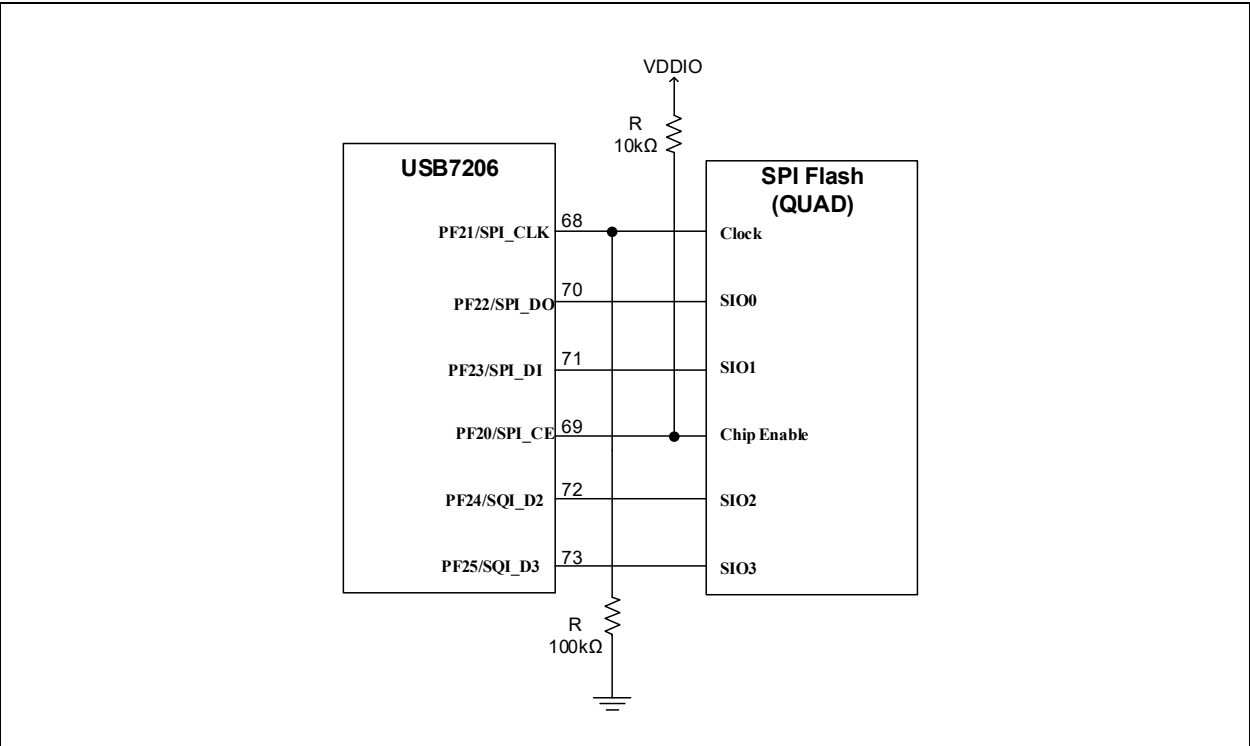 VDDIO
R
10kΩ
USB7206
SPI Flash
(QUAD)
PF21/SPI_CLK
68
Clock
PF22/SPI_DO
70
SIO0
PF23/SPI_DI
71
SIO1
PF20/SPI_CE
69
Chip Enable
PF24/SQI_D2
72
SIO2
PF25/SQI_D3
73
SIO3
R
100kΩ